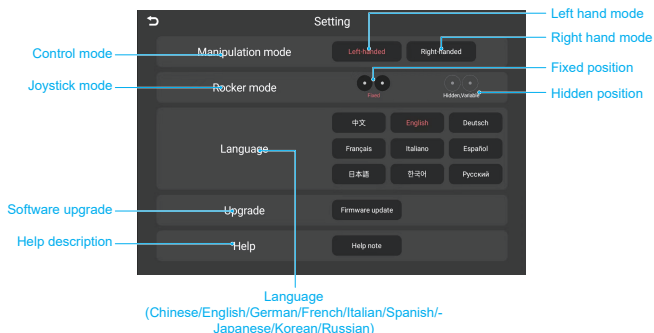 Setting
Left hand mode
Right hand mode
Control mode
Manipulation mode
Left-handed
Right-handed
Fixed position
Joystick mode
Rocker mode
Fixed
Hidden,Variable
Hidden position
中文
English
Deutsch
Language
Français
Italiano
Español
日本語
한국어
Русский
Software upgrade
Upgrade
Firmware update
Help description
Help
Help note
Language
(Chinese/English/German/French/Italian/Spanish/-
Japanese/Korean/Russian)